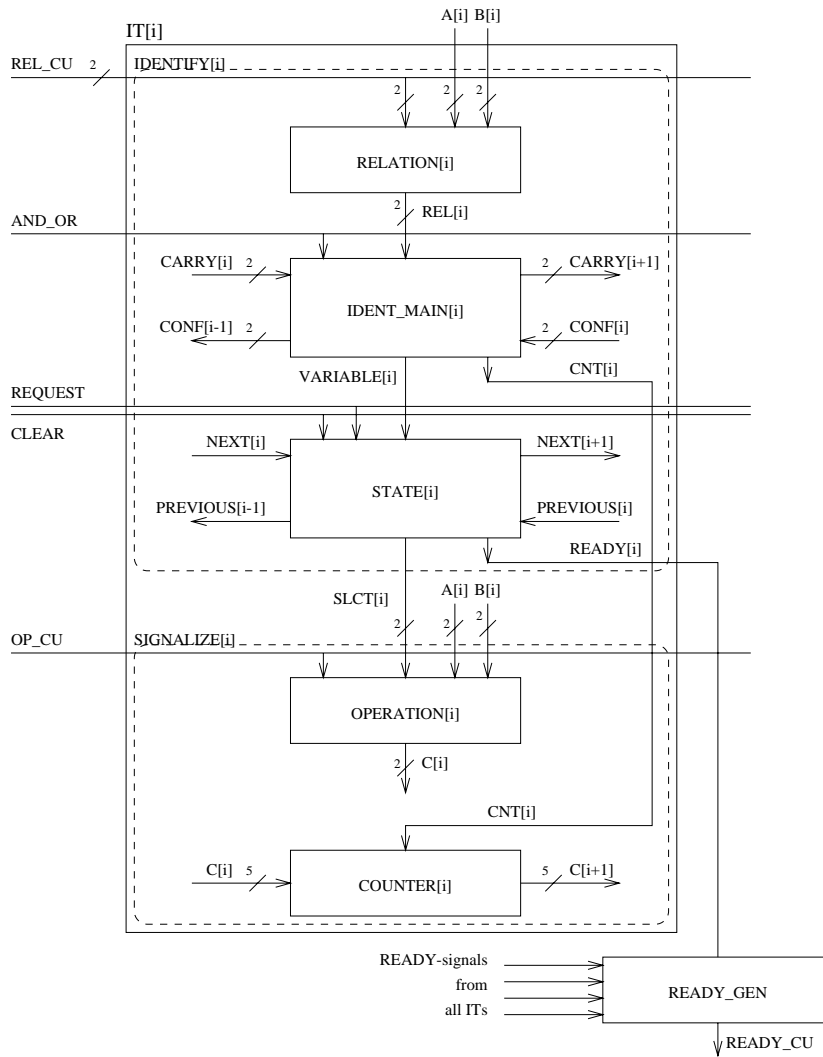 IT[i]
A[i] B[i]
REL_CU 2 IDENTIFY[i]
2 2 2
RELATION[i]
2 REL[i]
AND_OR
CARRY[i] 2 2 CARRY[i+1]
IDENT_MAIN[i]
CONF[i-1] 2 2 CONF[i]
VARIABLE[i] CNT[i]
REQUEST
CLEAR
NEXT[i] NEXT[i+1]
STATE[i]
PREVIOUS[i-1] PREVIOUS[i]
READY[i]
SLCT[i] A[i] B[i]
2 2 2
OP_CU SIGNALIZE[i]
OPERATION[i]
2 C[i]
CNT[i]
C[i] 5 5 C[i+1]
COUNTER[i]
READY-signals
from
all ITs
READY_GEN
READY_CU